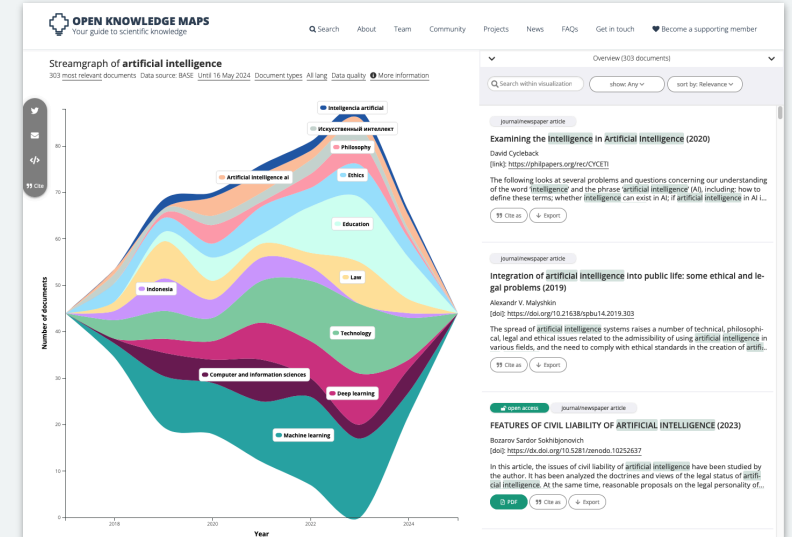 OPEN KNOWLEDGE MAPS
Your guide to scientific knowledge
Search About Team Community Projects News FAQs Get in touch Become a supporting member
Streamgraph of artificial intelligence
303 most relevant documents Data source: BASE Until 16 May 2024 Document types All lang Data quality More information
Cite
Number of documents
80
70
60
50
40
30
20
10
0
2018 2020 2022 2024
Year
Inteligencia artificial
Искусственный интеллект
Philosophy
Artificial intelligence ai
Ethics
Education
Law
Indonesia
Technology
Computer and information sciences
Deep learning
Machine learning
Overview (303 documents)
Search within visualization show: Any sort by: Relevance
journal/newspaper article
Examining the Intelligence in Artificial Intelligence (2020)
David Cycleback
[link]: https://philpapers.org/rec/CYCETI
The following looks at several problems and questions concerning our understanding
of the word 'intelligence' and the phrase 'artificial intelligence' (AI), including: how to
define these terms; whether intelligence can exist in AI; if artificial intelligence in AI i...
Cite as Export
journal/newspaper article
Integration of artificial intelligence into public life: some ethical and le-
gal problems (2019)
Alexandr V. Malyshkin
[doi]: https://doi.org/10.21638/spbu14.2019.303
The spread of artificial intelligence systems raises a number of technical, philosophi-
cal, legal and ethical issues related to the admissibility of using artificial intelligence in
various fields, and the need to comply with ethical standards in the creation of artifi...
Cite as Export
open access journal/newspaper article
FEATURES OF CIVIL LIABILITY OF ARTIFICIAL INTELLIGENCE (2023)
Bozarov Sardor Sokhibjonovich
[doi]: https://dx.doi.org/10.5281/zenodo.10252637
In this article, the issues of civil liability of artificial intelligence have been studied by
the author. It has been analyzed the doctrines and views of the legal status of artifi-
cial intelligence. At the same time, reasonable proposals on the legal personality of...
PDF Cite as Export